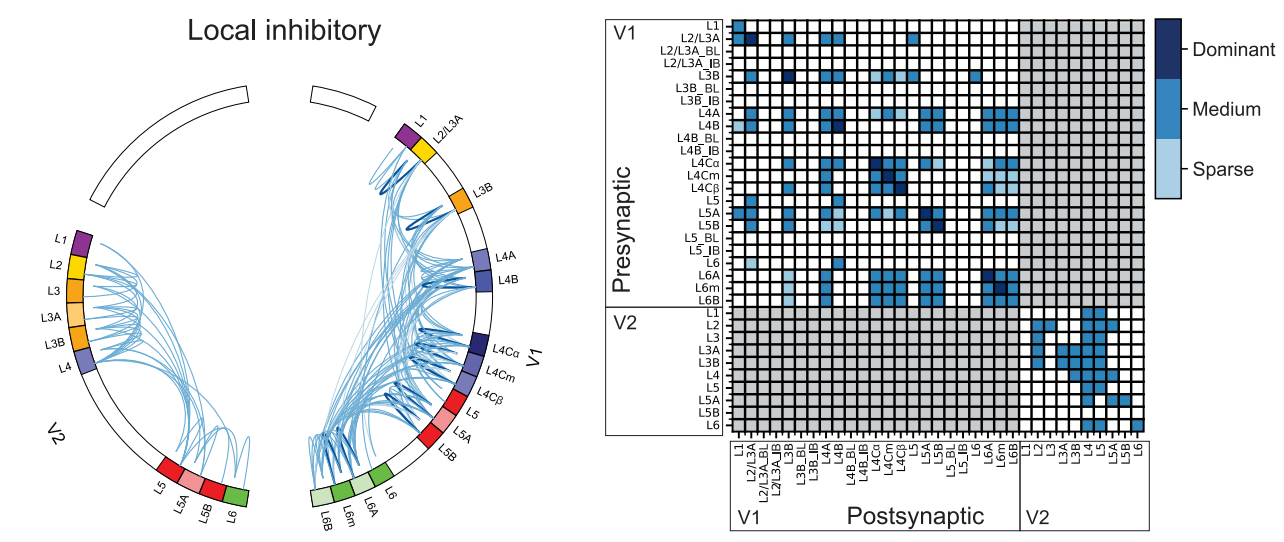 Local inhibitory
L1
L2/L3A
L3B
L4A
L4B
L4Cα
L4Cm
L4Cβ
L5
L5A
L5B
L6
L6A
L6m
L6B
V1
L1
L2
L3
L3A
L3B
L4
V2
L5
L5A
L5B
L6
V1
Presynaptic
L1
L2/L3A
L2/L3A_BL
L2/L3A_IB
L3B
L3B_BL
L3B_IB
L4A
L4B
L4B_BL
L4B_IB
L4Cα
L4Cm
L4Cβ
L5
L5A
L5B
L5_BL
L5_IB
L6
L6A
L6m
L6B
V2
L1
L2
L3
L3A
L3B
L4
L5
L5A
L5B
L6
L1
L2/L3A
L2/L3A_BL
L2/L3A_IB
L3B
L3B_BL
L3B_IB
L4A
L4B
L4B_BL
L4B_IB
L4Cα
L4Cm
L4Cβ
L5
L5A
L5B
L5_BL
L5_IB
L6
L6A
L6m
L6B
L1
L2
L3
L3A
L3B
L4
L5
L5A
L5B
L6
V1
Postsynaptic
V2
Dominant
Medium
Sparse